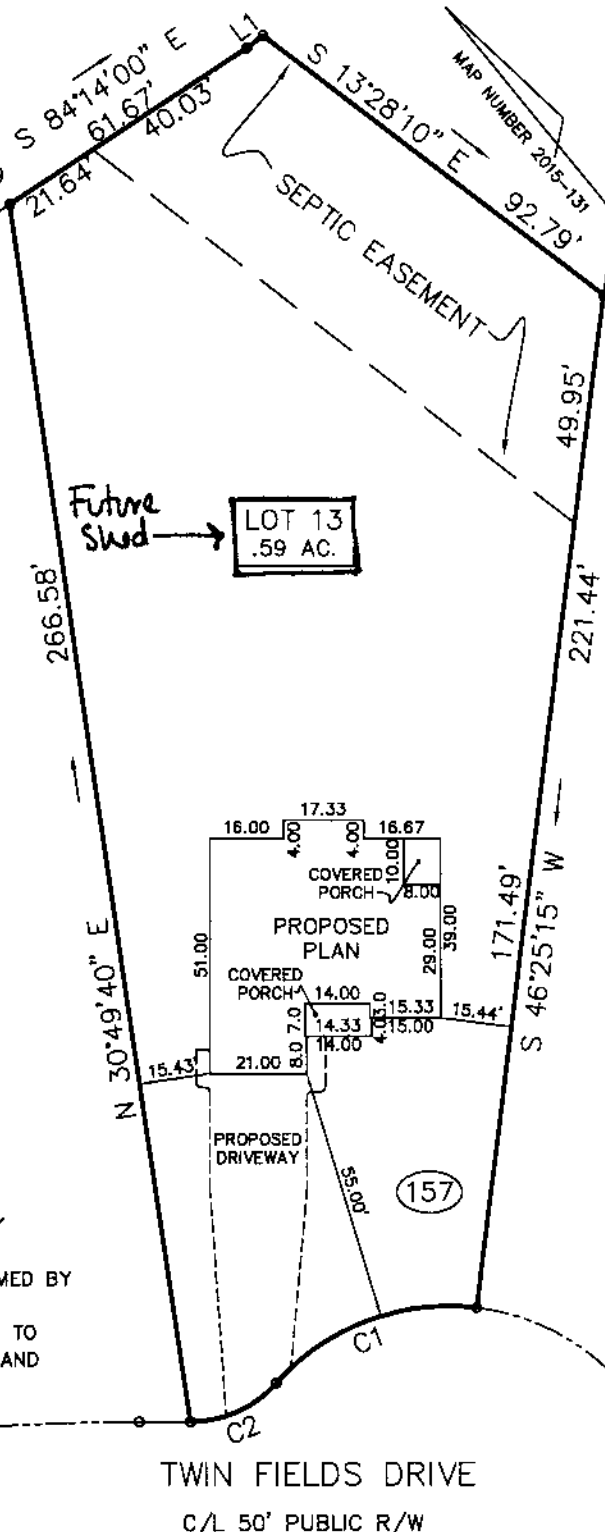 L1
S 84°14'00" E
61.67'
40.03'
21.64'
S 13°28'10" E
92.79'
MAP NUMBER 2015-131
SEPTIC EASEMENT
49.95'
221.44'
Future
Shed
LOT 13
.59 AC.
266.58'
17.33
16.00
4.00
4.00
16.67
10.00
COVERED
PORCH
8.00
PROPOSED
PLAN
51.00
29.00
39.00
171.49'
S 46°25'15" W
COVERED
PORCH
14.00
7.0
14.33
14.00
3.0
4.0
15.33
15.00
15.44'
N 30°49'40" E
15.43'
21.00
8.0
PROPOSED
DRIVEWAY
55.00'
157
MED BY
TO
AND
C1
C2
TWIN FIELDS DRIVE
C/L 50' PUBLIC R/W